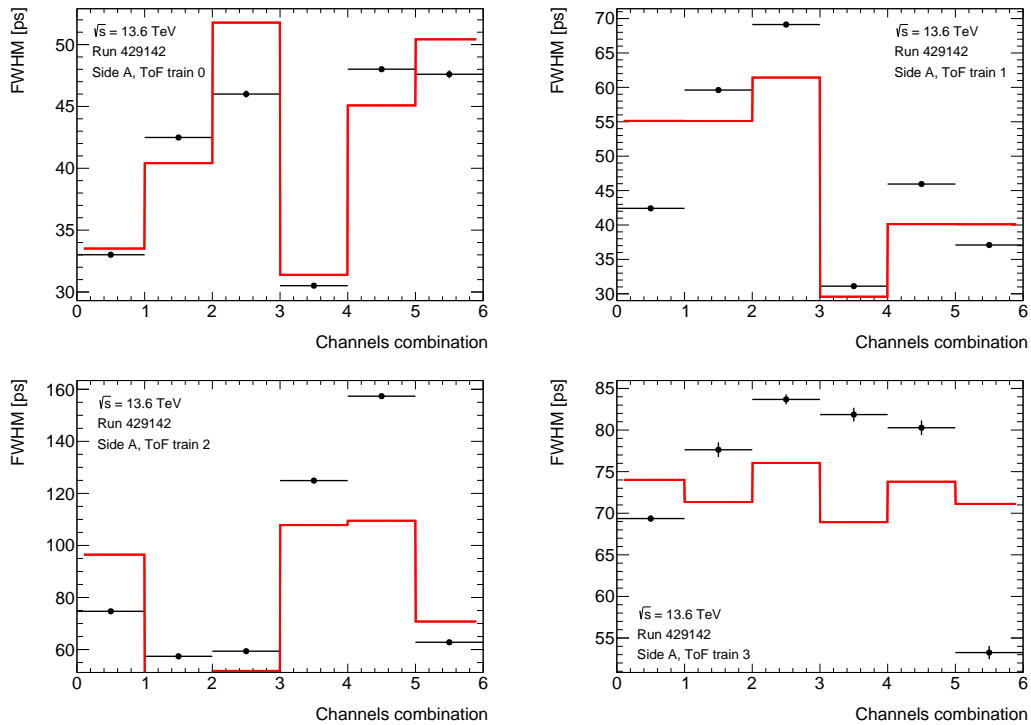 FWHM [ps]
√s = 13.6 TeV
Run 429142
Side A, ToF train 0
50
45
40
35
30
0 1 2 3 4 5 6
Channels combination
FWHM [ps]
√s = 13.6 TeV
Run 429142
Side A, ToF train 1
70
65
60
55
50
45
40
35
30
0 1 2 3 4 5 6
Channels combination
FWHM [ps]
√s = 13.6 TeV
Run 429142
Side A, ToF train 2
160
140
120
100
80
60
0 1 2 3 4 5 6
Channels combination
FWHM [ps]
85
80
75
70
65
60
55
√s = 13.6 TeV
Run 429142
Side A, ToF train 3
0 1 2 3 4 5 6
Channels combination